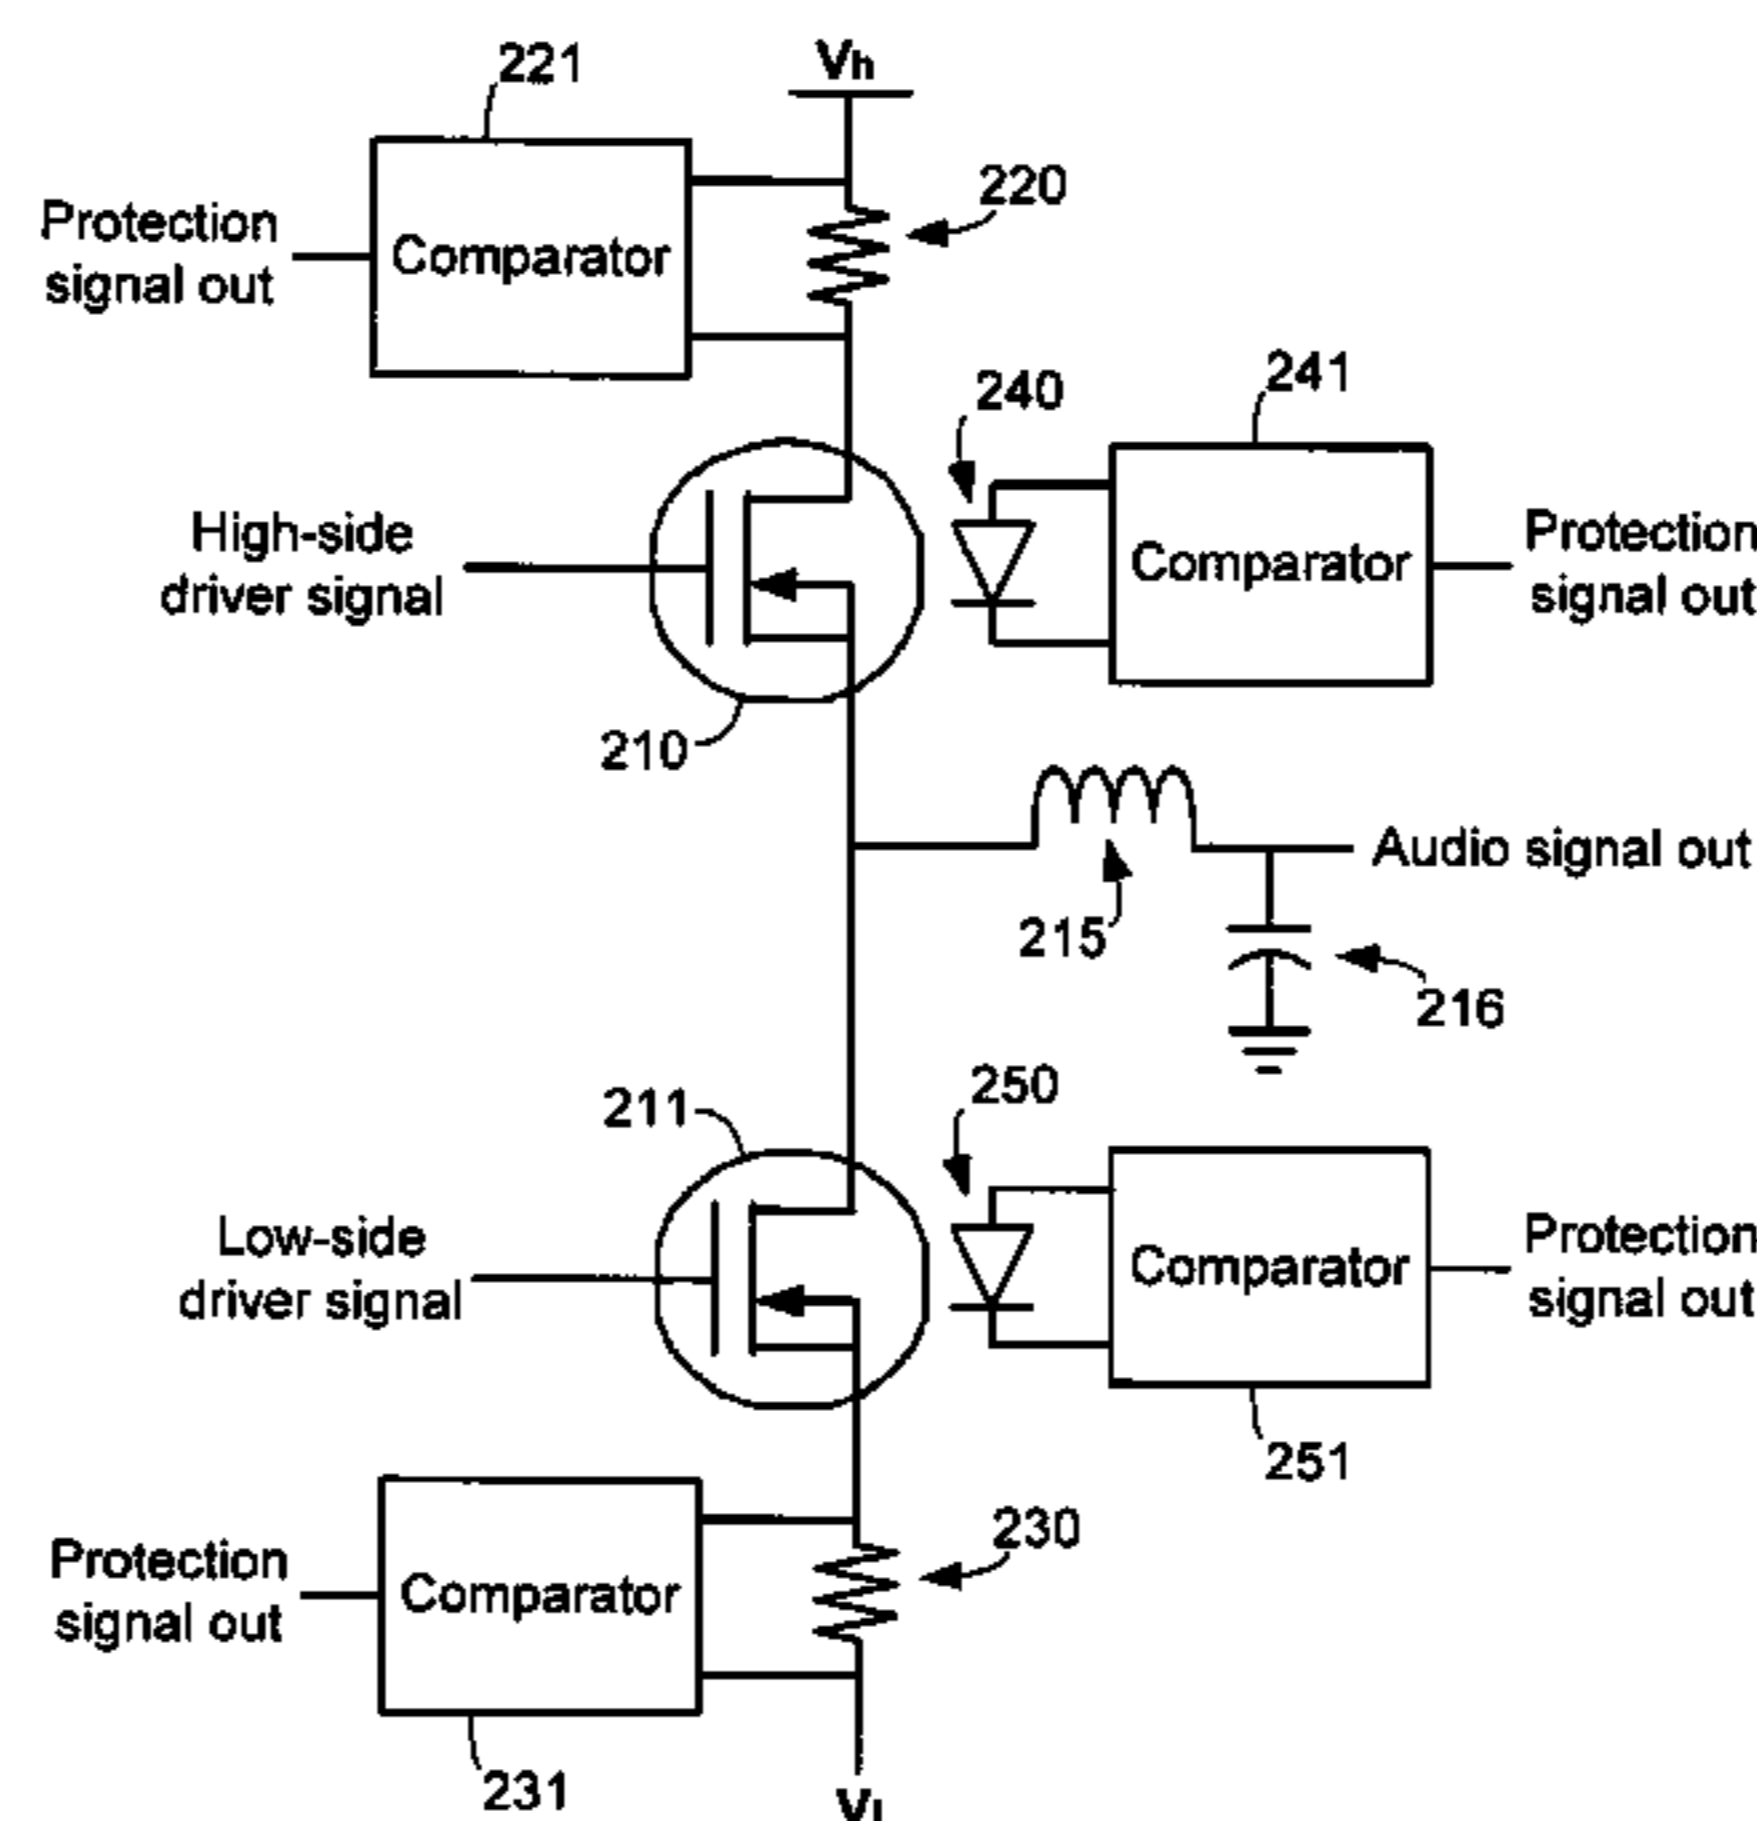 221
Vh
220
Protection
signal out
Comparator
240
241
High-side
driver signal
Comparator
Protection
signal out
210
Audio signal out
215
216
211
250
Low-side
driver signal
Comparator
Protection
signal out
251
230
Protection
signal out
Comparator
231
Vl